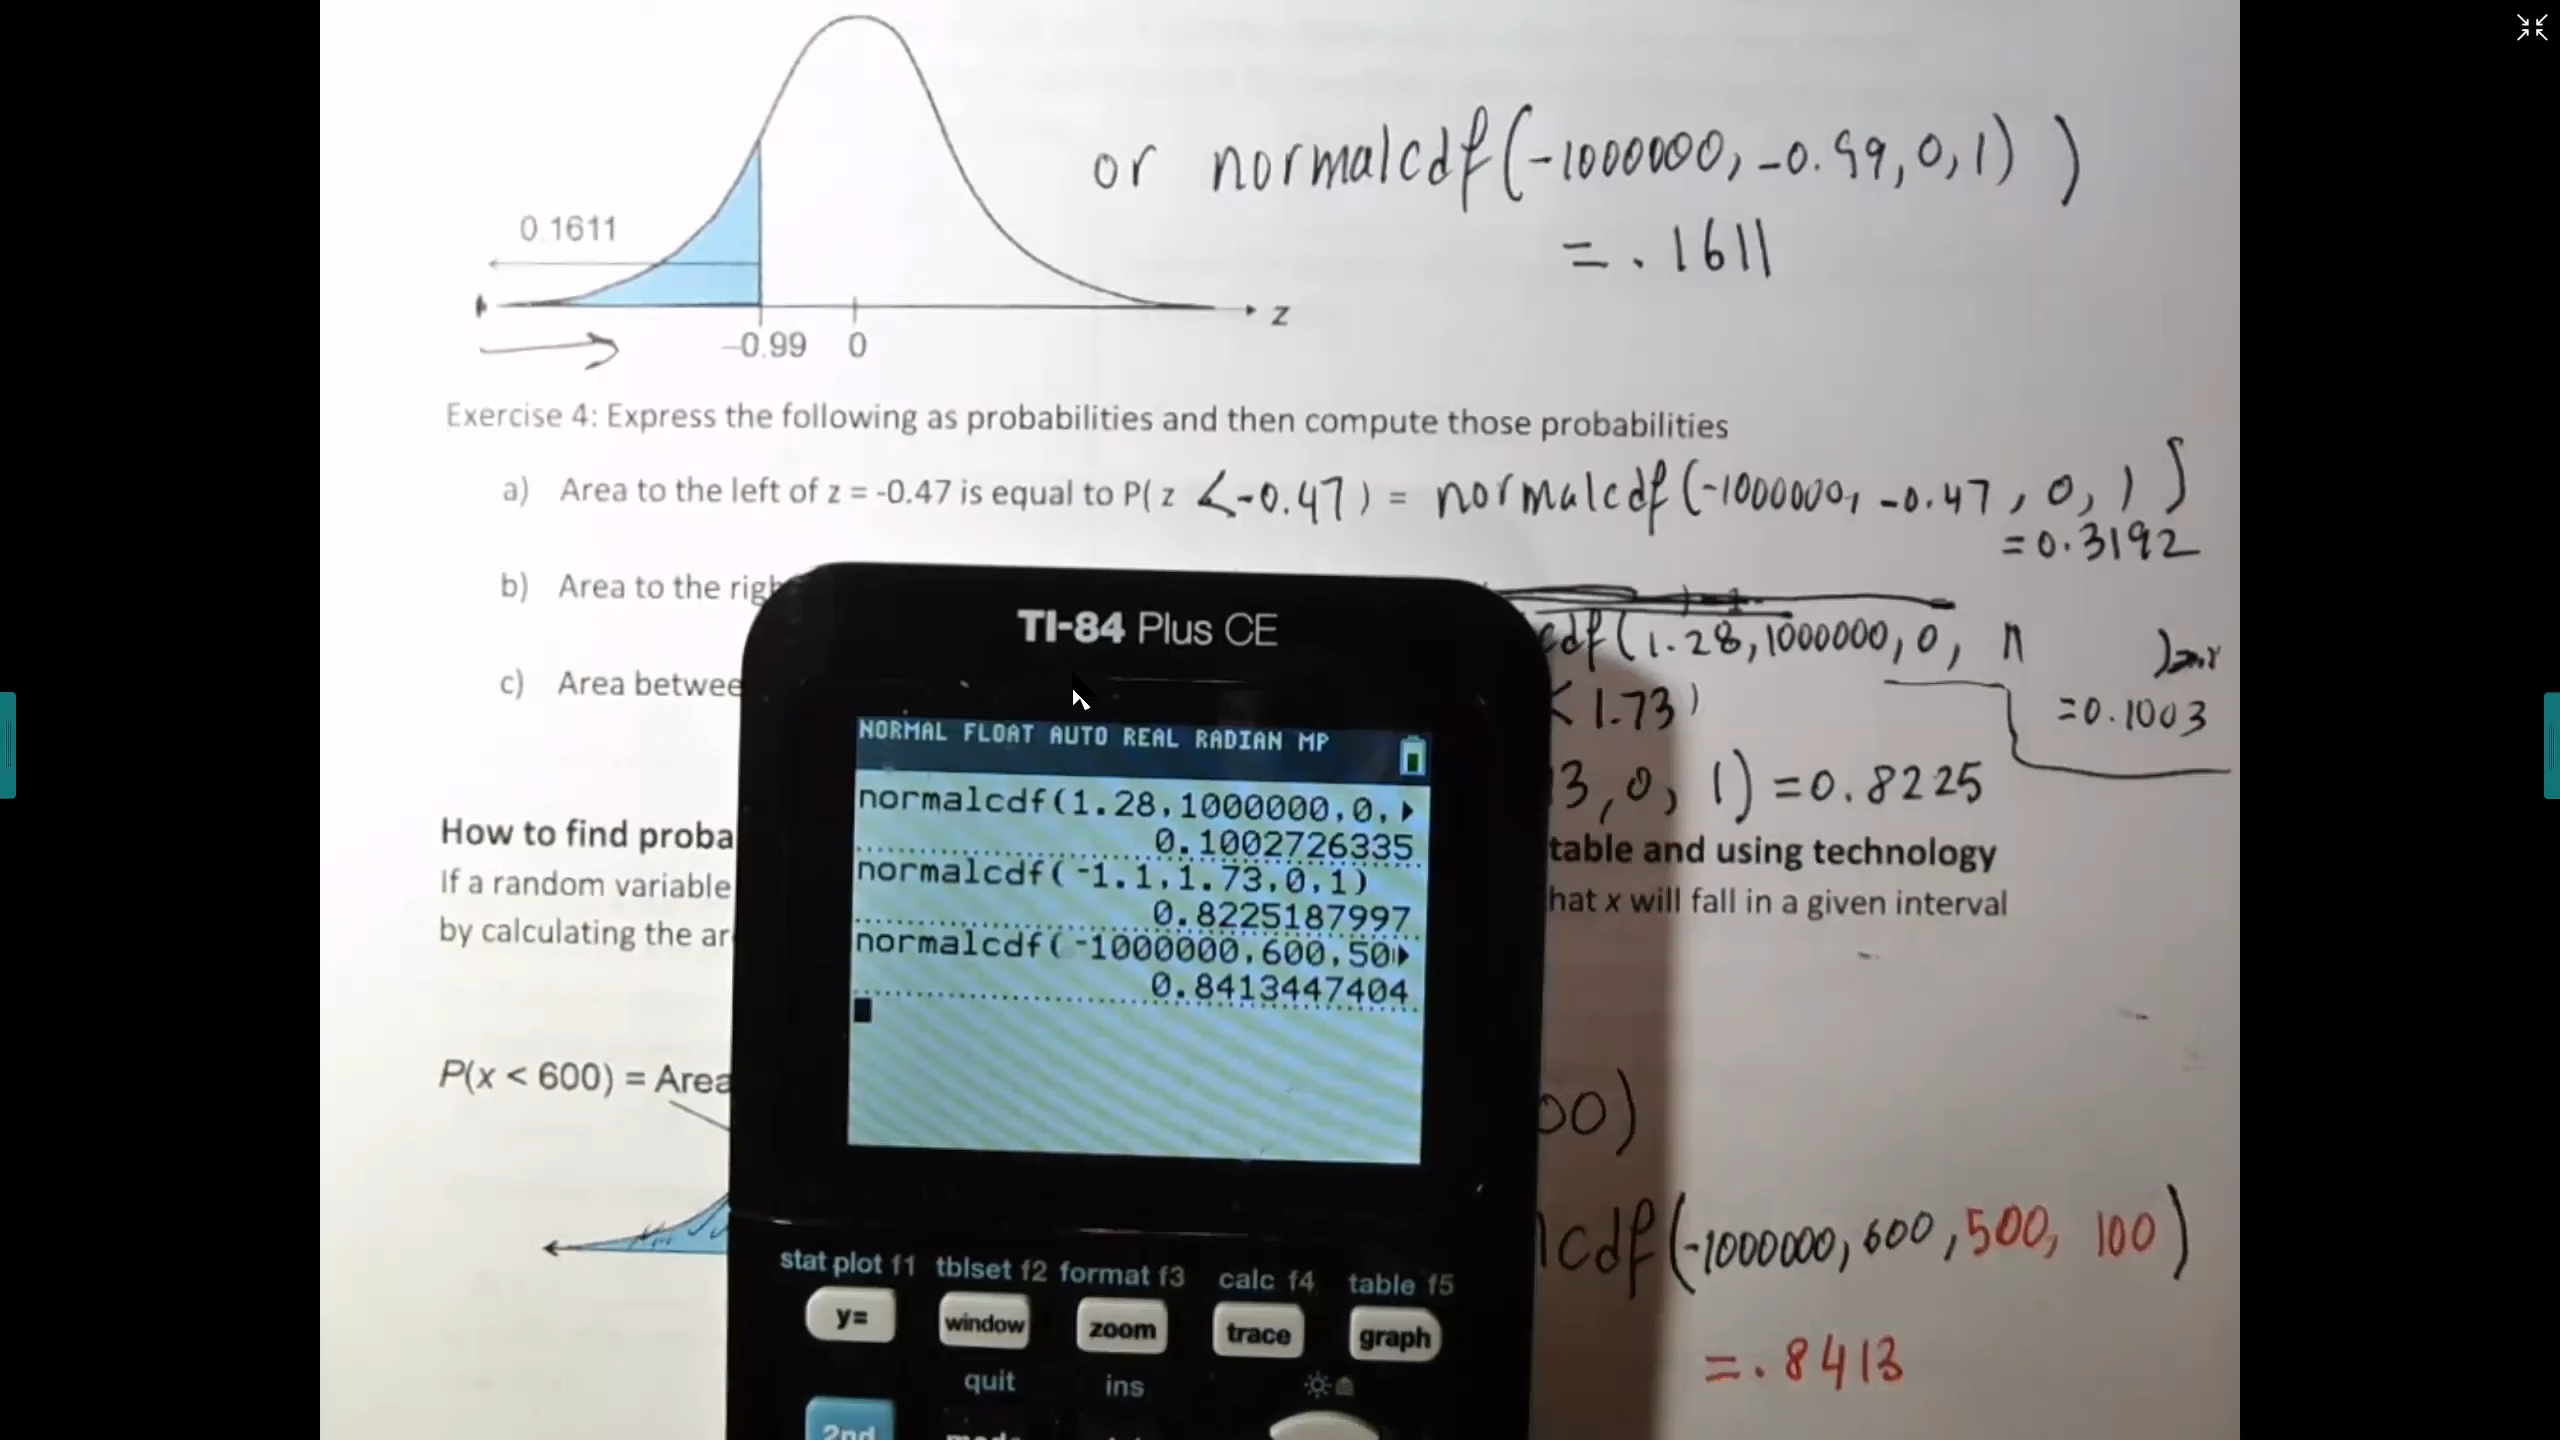 or normalcdf(-1000000, -0.99, 0, 1) )
= .1611
0.1611
-0.99 0 z
Exercise 4: Express the following as probabilities and then compute those probabilities
a) Area to the left of z = -0.47 is equal to P( z < -0.47 ) = normalcdf(-1000000, -0.47, 0, 1)
= 0.3192
b) Area to the
cdf(1.28, 1000000, 0,
= 0.1003
c) Area
< 1.73)
3, 0, 1) = 0.8225
TI-84 Plus CE
NORMAL FLOAT AUTO REAL RADIAN MP
normalcdf(1.28,1000000,0,
0.1002726335
normalcdf(-1.1,1.73,0,1)
0.8225187997
normalcdf(-1000000,600,50
0.8413447404
How to find proba table and using technology
If a random variable hat x will fall in a given interval
by calculating the
P(x < 600) = Area
00)
cdf(-1000000, 600, 500, 100)
= .8413
stat plot f1 tblset f2 format f3 calc f4 table f5
y= window zoom trace graph
quit ins
2nd